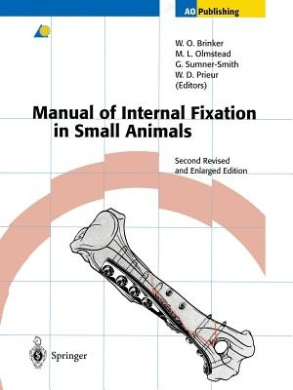 AO Publishing
W. O. Brinker
M. L. Olmstead
G. Sumner-Smith
W. D. Prieur
(Editors)
Manual of Internal Fixation
in Small Animals
Second Revised
and Enlarged Edition
Springer